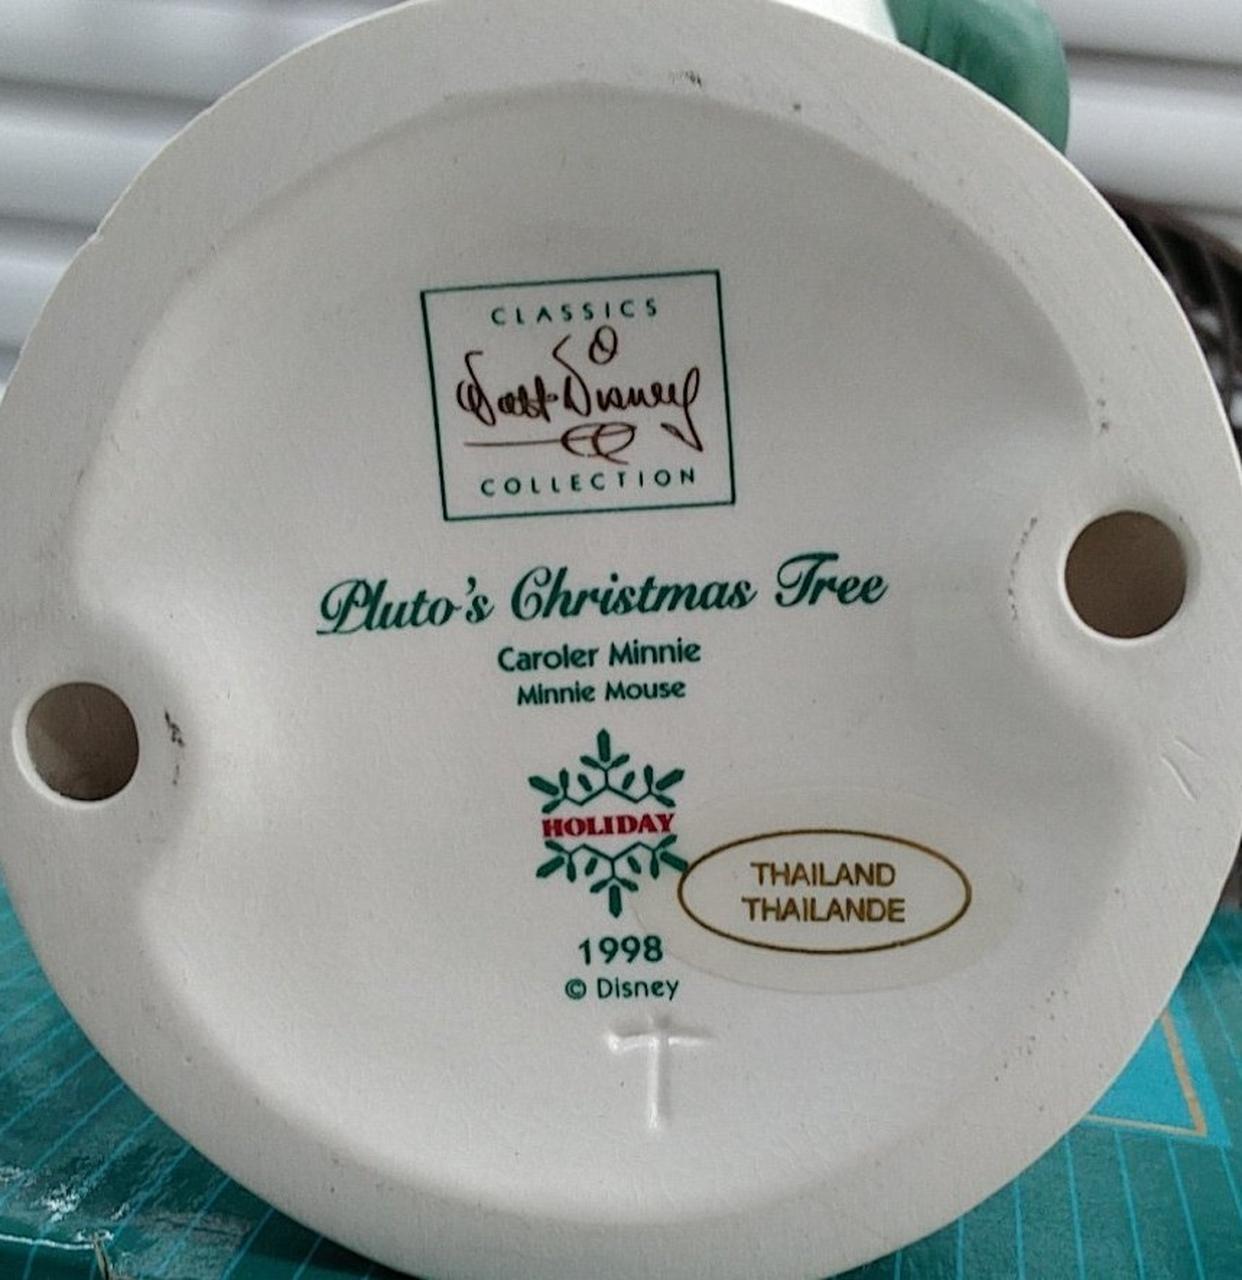 CLASSICS
Walt Disney
COLLECTION
Pluto's Christmas Tree
Caroler Minnie
Minnie Mouse
HOLIDAY
THAILAND
THAILANDE
1998
© Disney